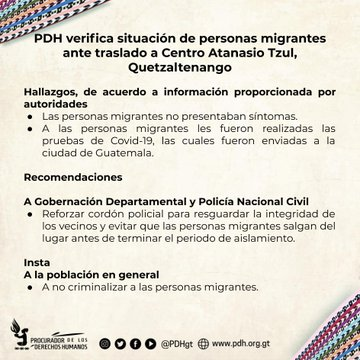 PDH verifica situación de personas migrantes
ante traslado a Centro Atanasio Tzul,
Quetzaltenango
Hallazgos, de acuerdo a información proporcionada por
autoridades
● Las personas migrantes no presentaban síntomas.
● A las personas migrantes les fueron realizadas las
pruebas de Covid-19, las cuales fueron enviadas a la
ciudad de Guatemala.
Recomendaciones
A Gobernación Departamental y Policía Nacional Civil
● Reforzar cordón policial para resguardar la integridad de
los vecinos y evitar que las personas migrantes salgan del
lugar antes de terminar el periodo de aislamiento.
Insta
A la población en general
● A no criminalizar a las personas migrantes.
PROCURADOR DE LOS
DERECHOS HUMANOS
@PDHgt
www.pdh.org.gt